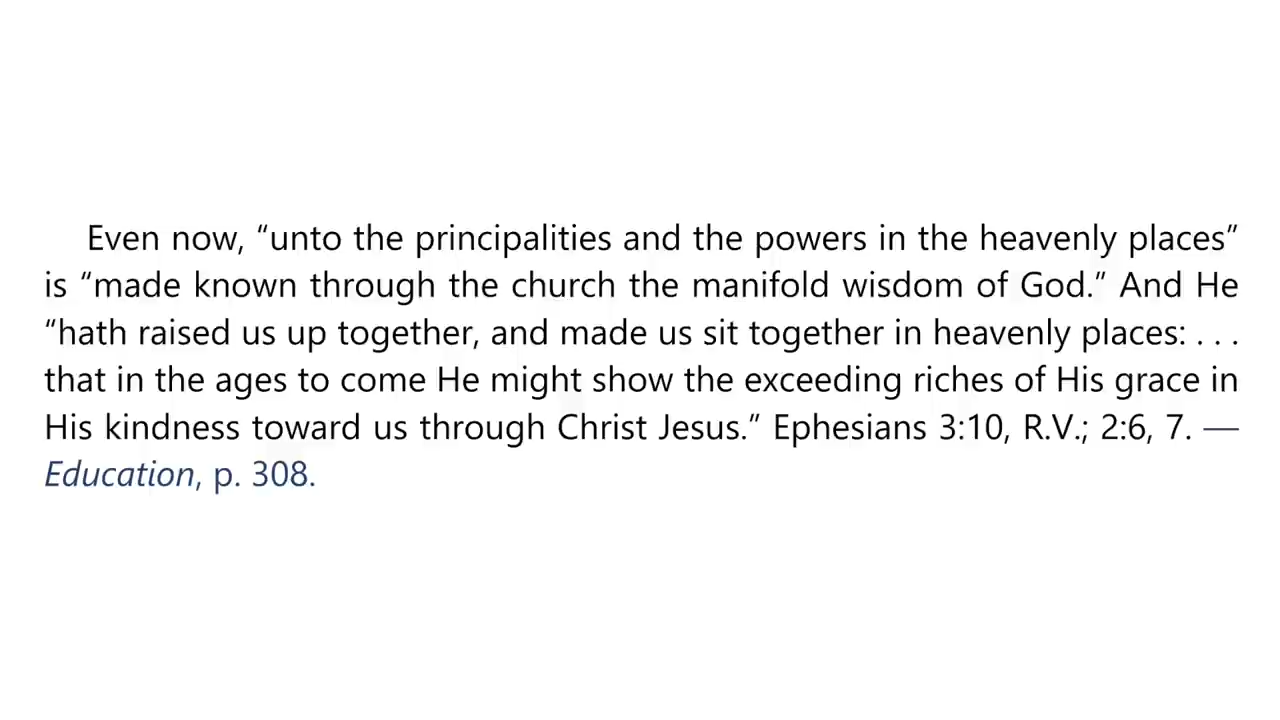 Even now, “unto the principalities and the powers in the heavenly places”
is “made known through the church the manifold wisdom of God.” And He
“hath raised us up together, and made us sit together in heavenly places: . . .
that in the ages to come He might show the exceeding riches of His grace in
His kindness toward us through Christ Jesus.” Ephesians 3:10, R.V.; 2:6, 7. —
Education, p. 308.